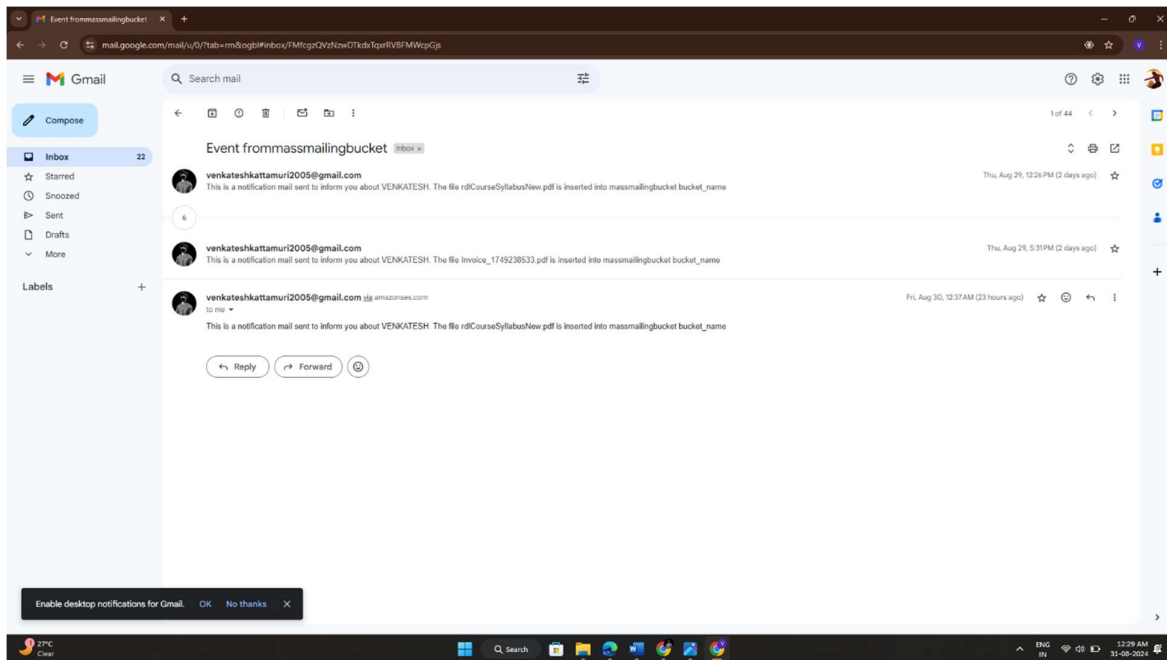 Event frommassmailingbucket
mail.google.com/mail/u/0/?tab=rm&ogbl#inbox/FMfcgzQVzNzwDTkdxTqxrRVBFMWcpGjs
V
Gmail
Search mail
Compose
1 of 44
Inbox 22
Starred
Snoozed
Sent
Drafts
More
Labels
Event frommassmailingbucket Inbox x
venkateshkattamuri2005@gmail.com Thu, Aug 29, 12:26 PM (2 days ago)
This is a notification mail sent to inform you about VENKATESH. The file rdlCourseSyllabusNew.pdf is inserted into massmailingbucket bucket_name
6
venkateshkattamuri2005@gmail.com Thu, Aug 29, 5:31 PM (2 days ago)
This is a notification mail sent to inform you about VENKATESH. The file Invoice_1749238533.pdf is inserted into massmailingbucket bucket_name
venkateshkattamuri2005@gmail.com via amazonses.com Fri, Aug 30, 12:37 AM (23 hours ago)
to me
This is a notification mail sent to inform you about VENKATESH. The file rdlCourseSyllabusNew.pdf is inserted into massmailingbucket bucket_name
Reply Forward
Enable desktop notifications for Gmail. OK No thanks
27°C
Clear
Search
ENG
IN
12:29 AM
31-08-2024